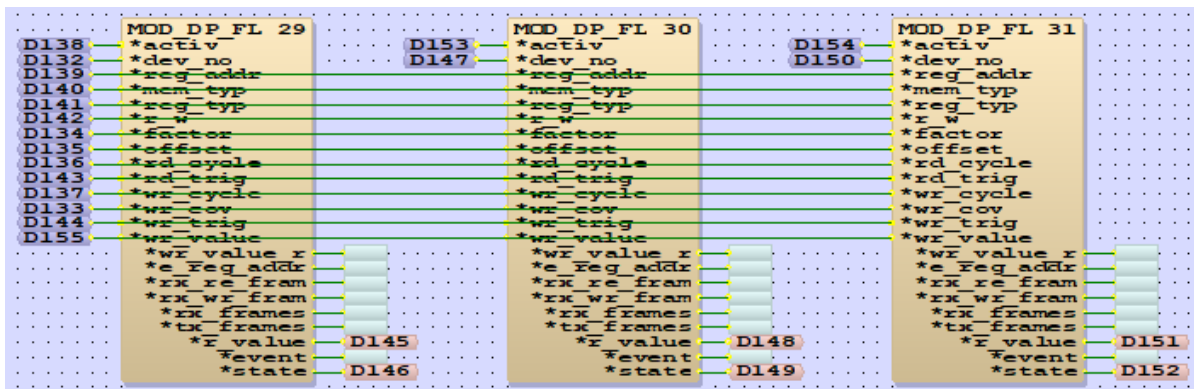 MOD_DP_FL 29 MOD_DP_FL 30 MOD_DP_FL 31
D138 *activ D153 *activ D154 *activ
D132 *dev_no D147 *dev_no D150 *dev_no
D139 *reg_addr *reg_addr *reg_addr
D140 *mem_typ *mem_typ *mem_typ
D141 *reg_typ *reg_typ *reg_typ
D142 *r_w *r_w *r_w
D134 *factor *factor *factor
D135 *offset *offset *offset
D136 *rd_cycle *rd_cycle *rd_cycle
D143 *rd_trig *rd_trig *rd_trig
D137 *wr_cycle *wr_cycle *wr_cycle
D133 *wr_cov *wr_cov *wr_cov
D144 *wr_trig *wr_trig *wr_trig
D155 *wr_value *wr_value *wr_value
*wr_value_r *wr_value_r *wr_value_r
*e_reg_addr *e_reg_addr *e_reg_addr
*rx_re_fram *rx_re_fram *rx_re_fram
*rx_wr_fram *rx_wr_fram *rx_wr_fram
*rx_frames *rx_frames *rx_frames
*tx_frames *tx_frames *tx_frames
*r_value D145 *r_value D148 *r_value D151
*event *event *event
*state D146 *state D149 *state D152